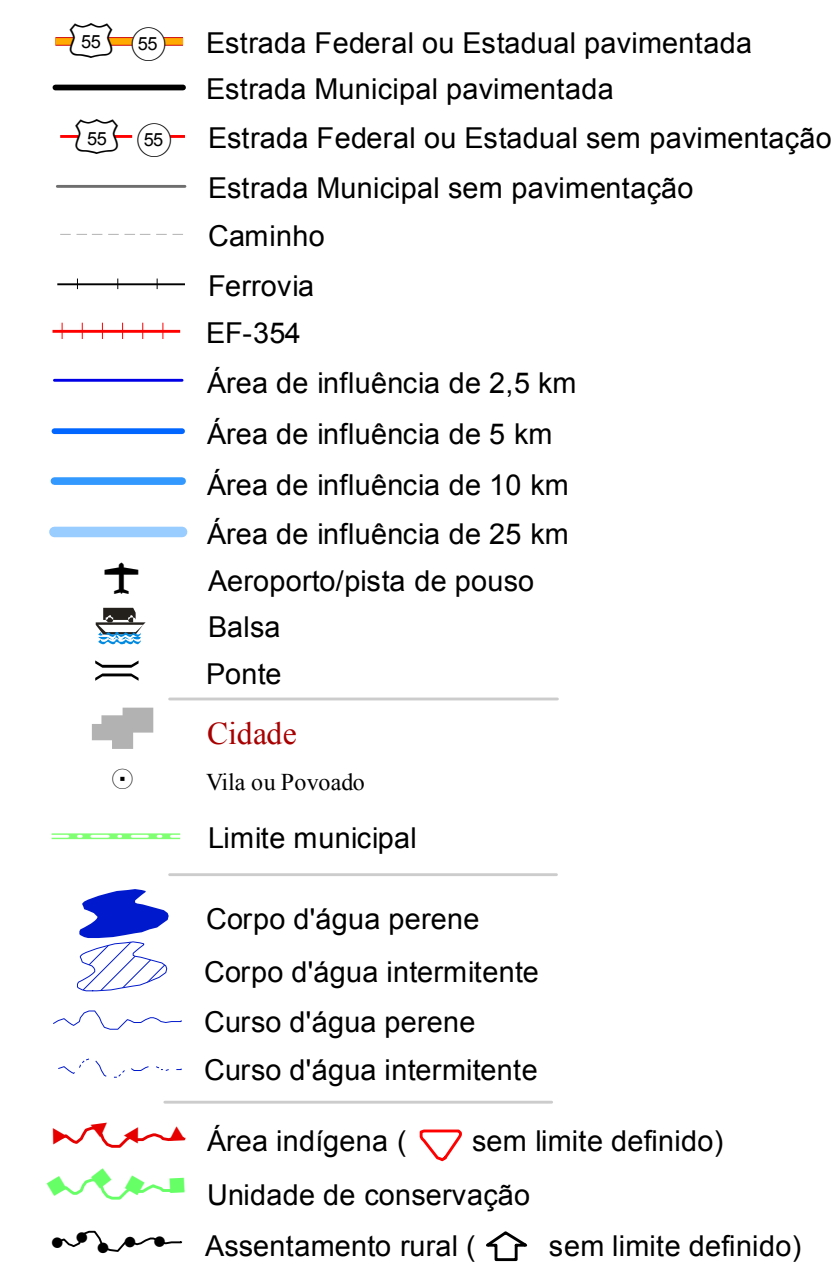 55 55 Estrada Federal ou Estadual pavimentada
Estrada Municipal pavimentada
55 55 Estrada Federal ou Estadual sem pavimentação
Estrada Municipal sem pavimentação
Caminho
Ferrovia
EF-354
Área de influência de 2,5 km
Área de influência de 5 km
Área de influência de 10 km
Área de influência de 25 km
Aeroporto/pista de pouso
Balsa
Ponte
Cidade
Vila ou Povoado
Limite municipal
Corpo d'água perene
Corpo d'água intermitente
Curso d'água perene
Curso d'água intermitente
Área indígena ( sem limite definido)
Unidade de conservação
Assentamento rural ( sem limite definido)